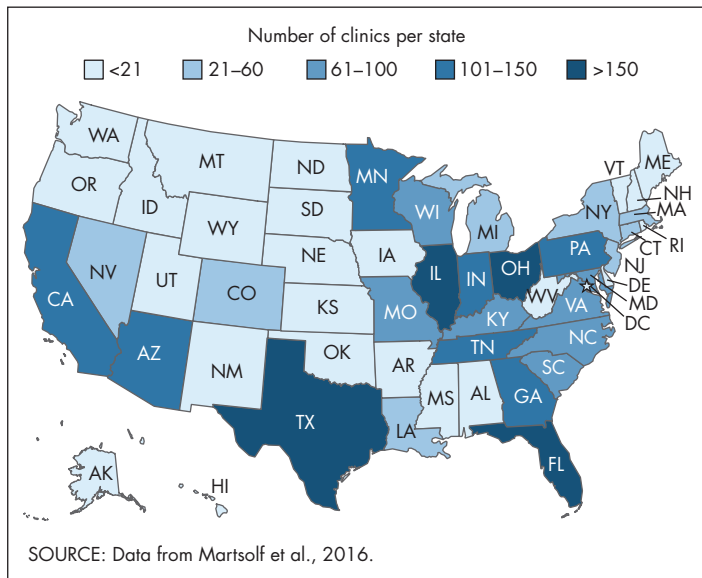 Number of clinics per state
<21 21–60 61–100 101–150 >150
WA
MT
ND
MN
VT
ME
OR
ID
WY
SD
WI
MI
NY
NH
MA
RI
CT
NV
UT
CO
NE
IA
IL
IN
OH
PA
NJ
DE
MD
DC
CA
KS
MO
KY
WV
VA
AZ
NM
OK
AR
TN
NC
SC
TX
LA
MS
AL
GA
FL
AK
HI
SOURCE: Data from Martsolf et al., 2016.